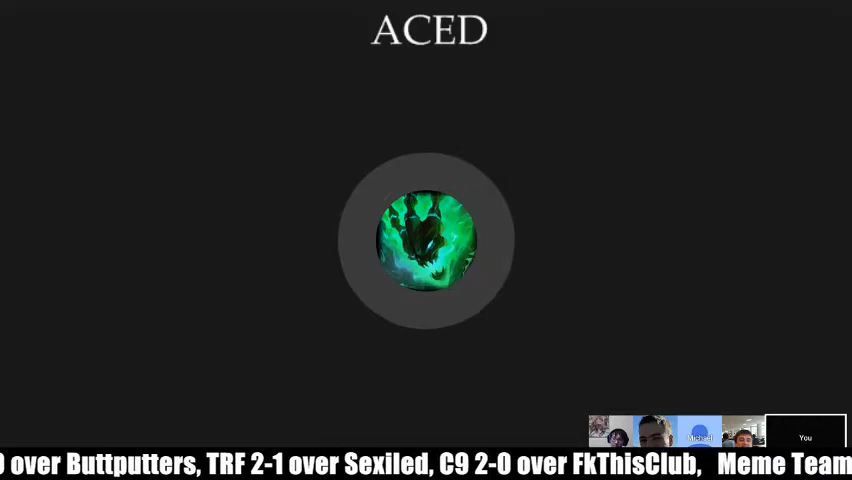 ACED
Michael
You
over Buttputters, TRF 2-1 over Sexiled, C9 2-0 over FkThisClub, Meme Team